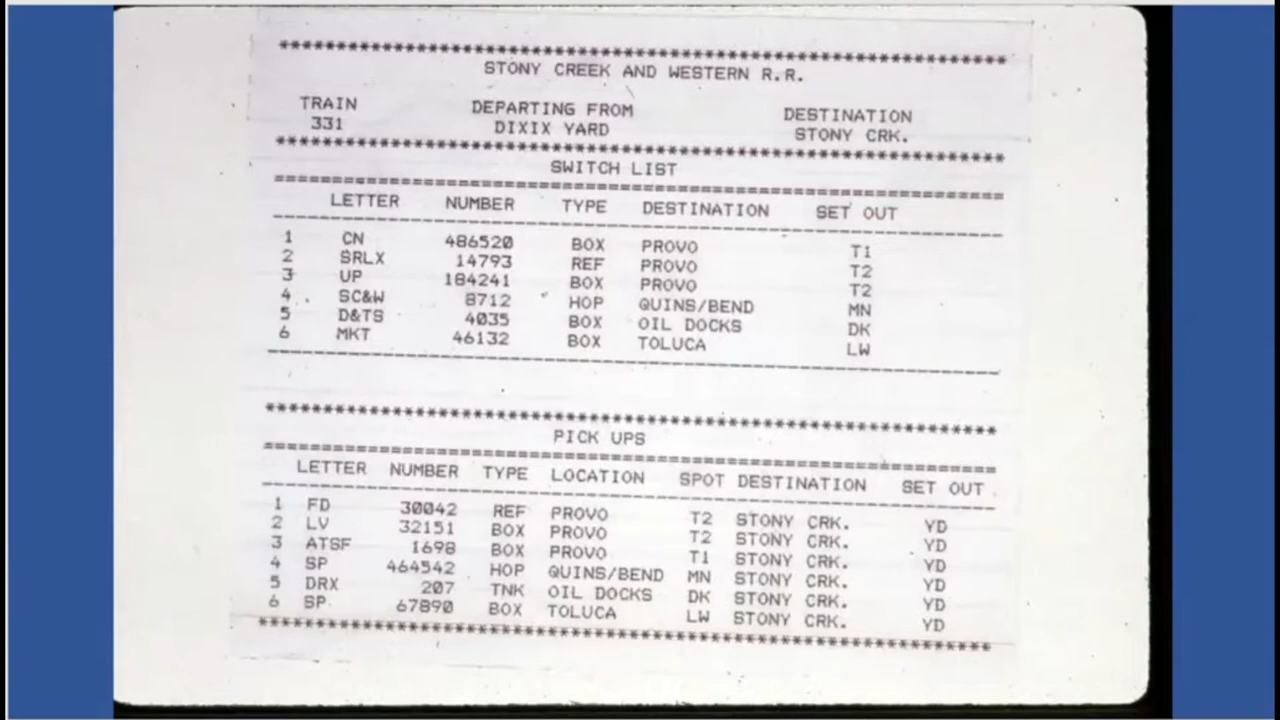 ************************************************************
STONY CREEK AND WESTERN R.R.
TRAIN DEPARTING FROM DESTINATION
331 DIXIX YARD STONY CRK.
************************************************************
SWITCH LIST
============================================================
LETTER NUMBER TYPE DESTINATION SET OUT
------------------------------------------------------------
1 CN 486520 BOX PROVO T1
2 SRLX 14793 REF PROVO T2
3 UP 184241 BOX PROVO T2
4 SC&W 8712 HOP QUINS/BEND MN
5 D&TS 4035 BOX OIL DOCKS DK
6 MKT 46132 BOX TOLUCA LW
------------------------------------------------------------
************************************************************
PICK UPS
============================================================
LETTER NUMBER TYPE LOCATION SPOT DESTINATION SET OUT
------------------------------------------------------------
1 FD 30042 REF PROVO T2 STONY CRK. YD
2 LV 32151 BOX PROVO T2 STONY CRK. YD
3 ATSF 1698 BOX PROVO T1 STONY CRK. YD
4 SP 464542 HOP QUINS/BEND MN STONY CRK. YD
5 DRX 207 TNK OIL DOCKS DK STONY CRK. YD
6 SP 67890 BOX TOLUCA LW STONY CRK. YD
************************************************************